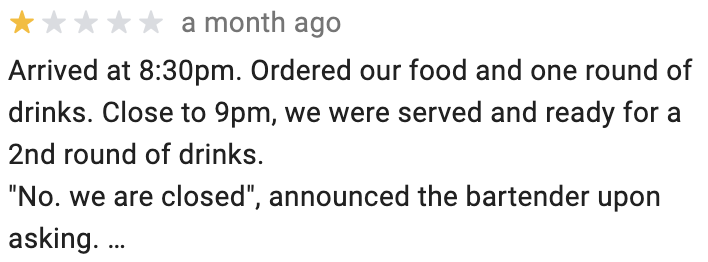 a month ago
Arrived at 8:30pm. Ordered our food and one round of
drinks. Close to 9pm, we were served and ready for a
2nd round of drinks.
"No. we are closed", announced the bartender upon
asking. ...